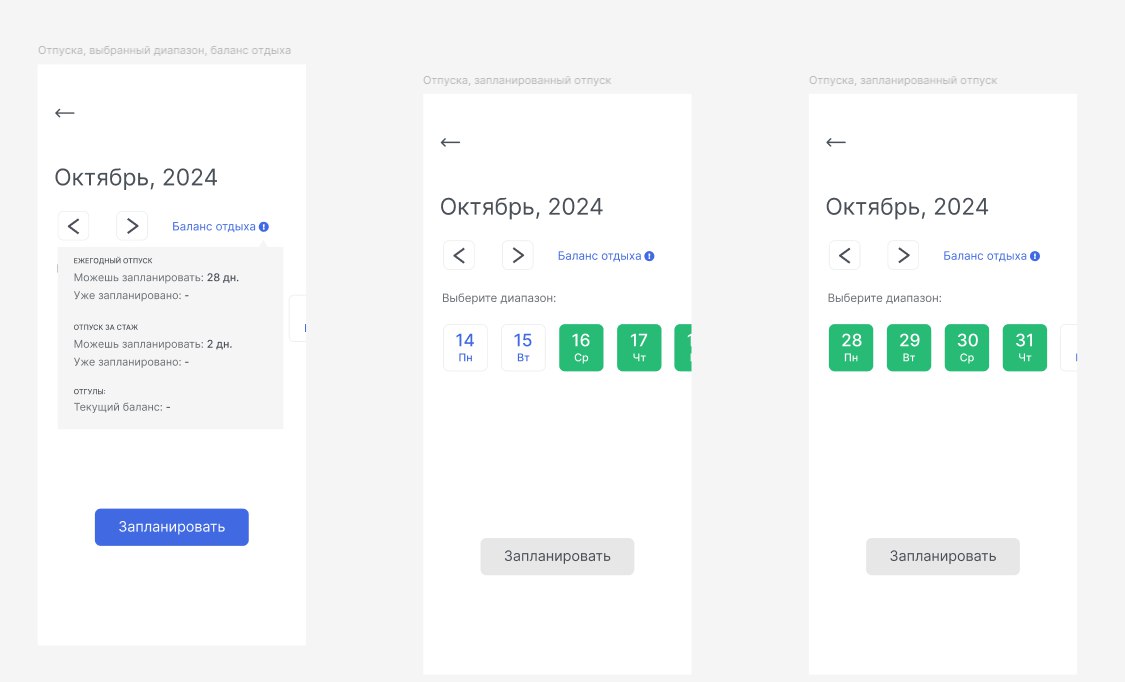 Отпуска, выбранный диапазон, баланс отдыха
Октябрь, 2024
Баланс отдыха
ЕЖЕГОДНЫЙ ОТПУСК
Можешь запланировать: 28 дн.
Уже запланировано: -
ОТПУСК ЗА СТАЖ
Можешь запланировать: 2 дн.
Уже запланировано: -
ОТГУЛЫ:
Текущий баланс: -
Запланировать
Отпуска, запланированный отпуск
Октябрь, 2024
Баланс отдыха
Выберите диапазон:
14 15 16 17
Пн Вт Ср Чт
Запланировать
Отпуска, запланированный отпуск
Октябрь, 2024
Баланс отдыха
Выберите диапазон:
28 29 30 31
Пн Вт Ср Чт
Запланировать